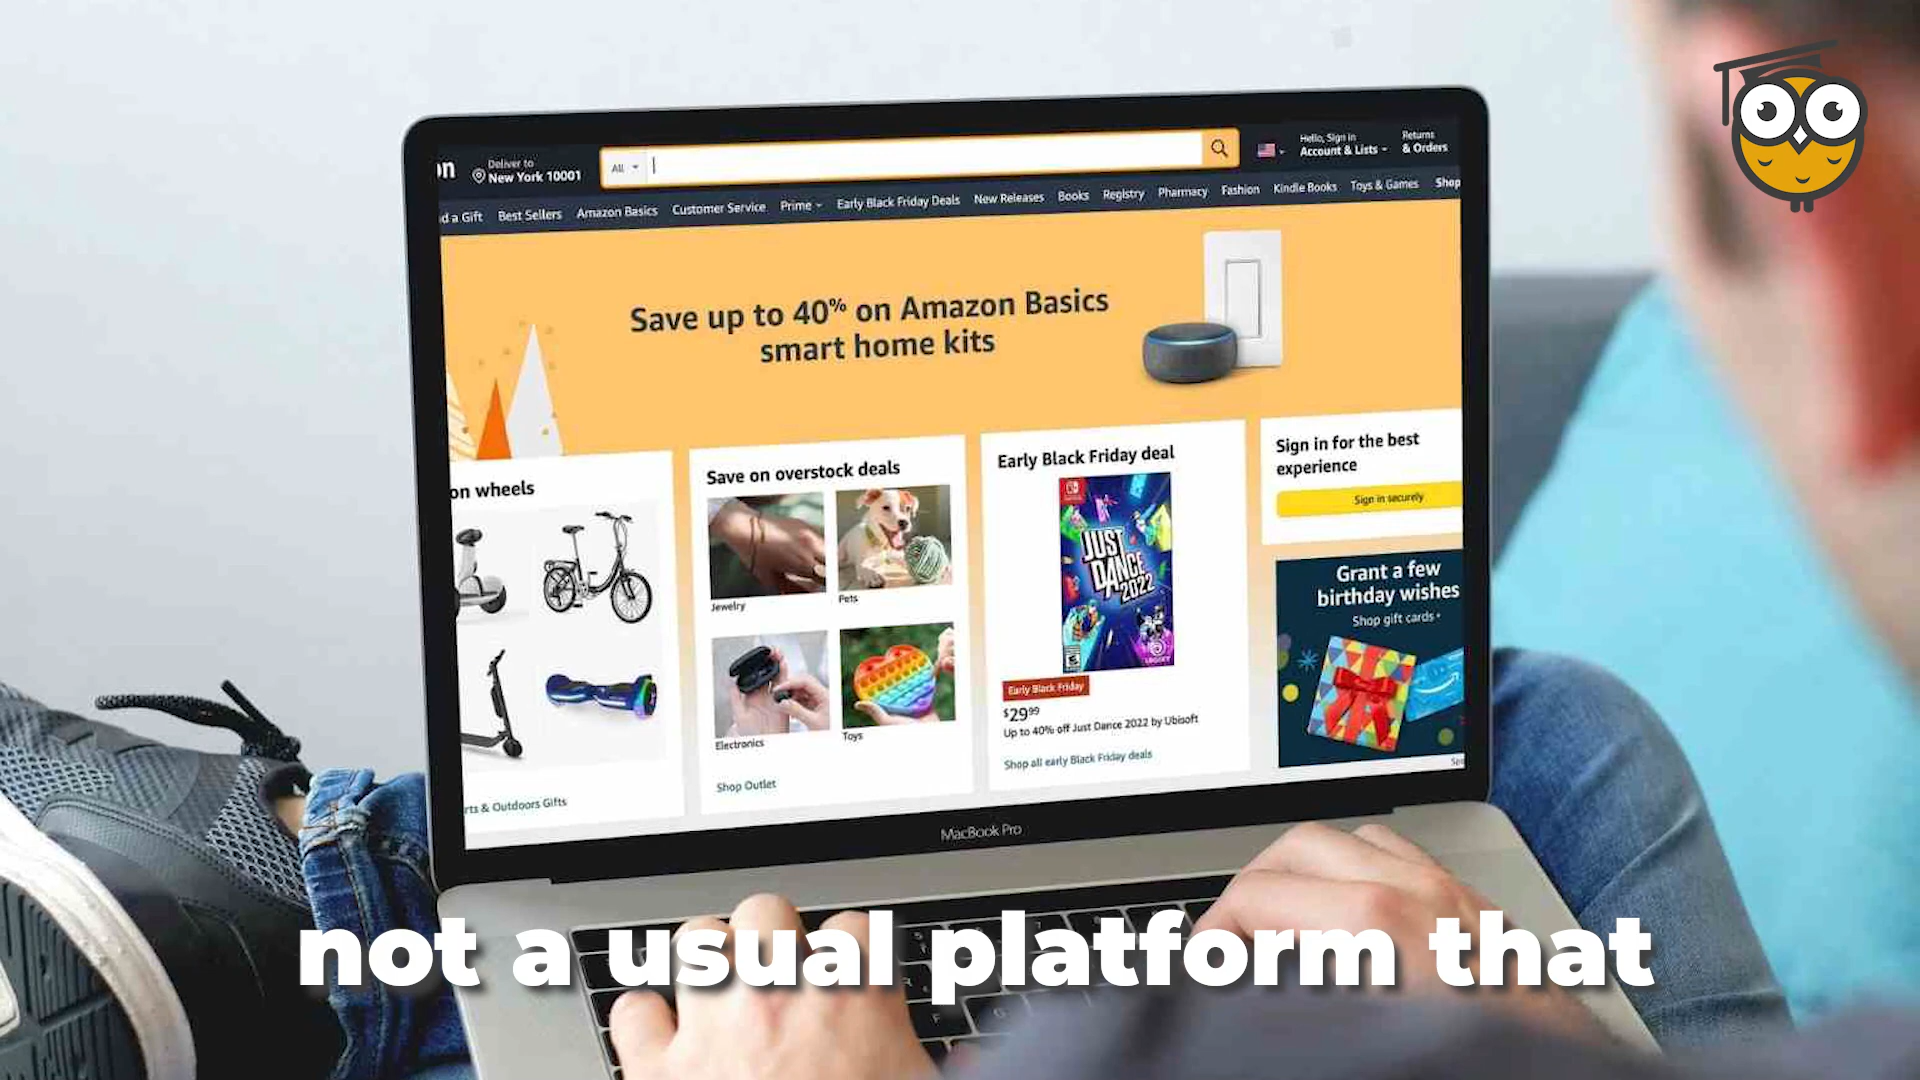 on
Deliver to
New York 10001
All
Hello, Sign in
Account & Lists
Returns
& Orders
d a Gift Best Sellers Amazon Basics Customer Service Prime Early Black Friday Deals New Releases Books Registry Pharmacy Fashion Kindle Books Toys & Games Shop
Save up to 40% on Amazon Basics
smart home kits
on wheels
rts & Outdoors Gifts
Save on overstock deals
Jewelry
Pets
Electronics
Toys
Shop Outlet
Early Black Friday deal
JUST
DANCE
2022
UBISOFT
Early Black Friday
$29.99
Up to 40% off Just Dance 2022 by Ubisoft
Shop all early Black Friday deals
Sign in for the best
experience
Sign in securely
Grant a few
birthday wishes
Shop gift cards
MacBook Pro
not a usual platform that